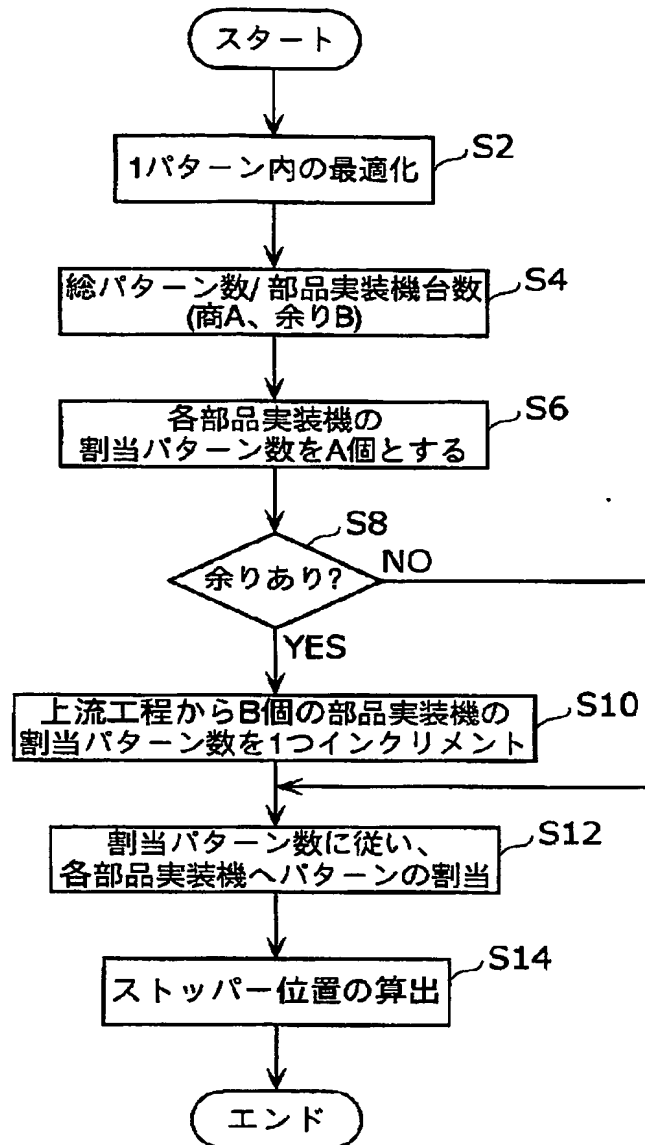 スタート
1パターン内の最適化
S2
総パターン数/部品実装機台数
(商A、余りB)
S4
各部品実装機の
割当パターン数をA個とする
S6
S8
余りあり?
NO
YES
上流工程からB個の部品実装機の
割当パターン数を1つインクリメント
S10
割当パターン数に従い、
各部品実装機へパターンの割当
S12
ストッパー位置の算出
S14
エンド